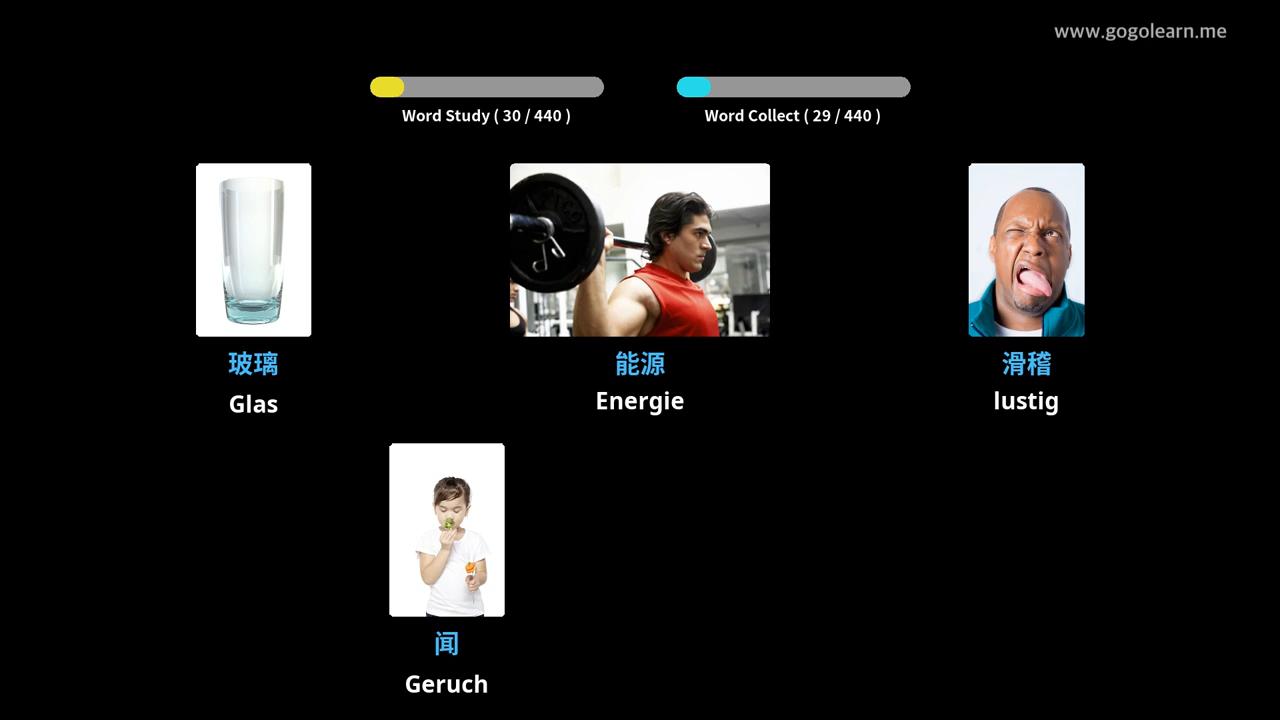 www.gogolearn.me
Word Study ( 30 / 440 )
Word Collect ( 29 / 440 )
玻璃
Glas
能源
Energie
滑稽
lustig
闻
Geruch